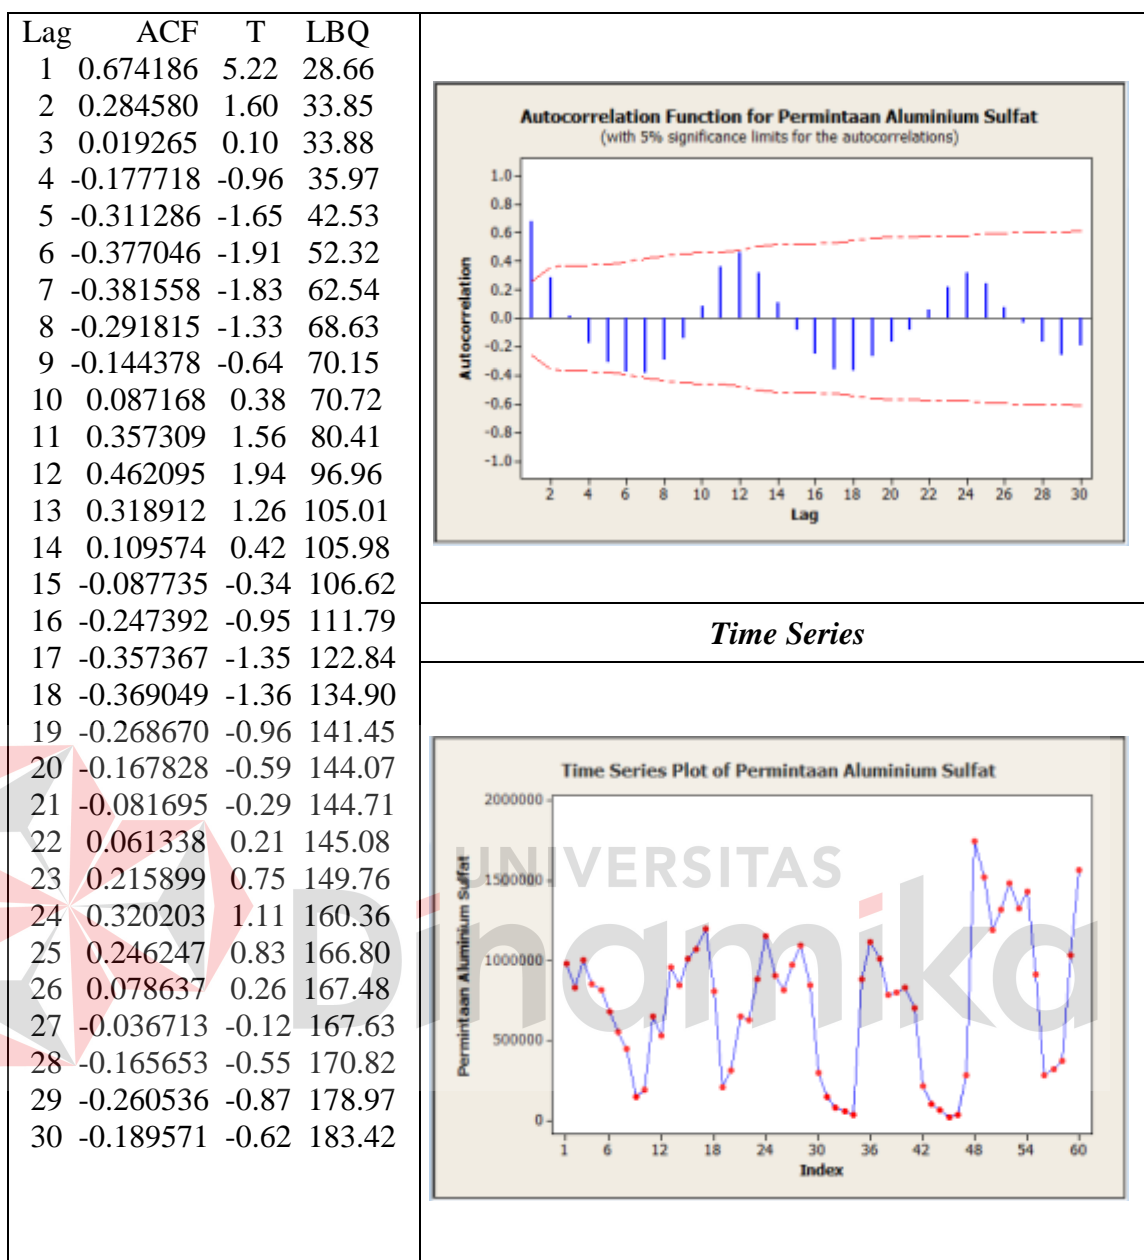 Lag ACF T LBQ
1 0.674186 5.22 28.66
2 0.284580 1.60 33.85
3 0.019265 0.10 33.88
4 -0.177718 -0.96 35.97
5 -0.311286 -1.65 42.53
6 -0.377046 -1.91 52.32
7 -0.381558 -1.83 62.54
8 -0.291815 -1.33 68.63
9 -0.144378 -0.64 70.15
10 0.087168 0.38 70.72
11 0.357309 1.56 80.41
12 0.462095 1.94 96.96
13 0.318912 1.26 105.01
14 0.109574 0.42 105.98
15 -0.087735 -0.34 106.62
16 -0.247392 -0.95 111.79
17 -0.357367 -1.35 122.84
18 -0.369049 -1.36 134.90
19 -0.268670 -0.96 141.45
20 -0.167828 -0.59 144.07
21 -0.081695 -0.29 144.71
22 0.061338 0.21 145.08
23 0.215899 0.75 149.76
24 0.320203 1.11 160.36
25 0.246247 0.83 166.80
26 0.078637 0.26 167.48
27 -0.036713 -0.12 167.63
28 -0.165653 -0.55 170.82
29 -0.260536 -0.87 178.97
30 -0.189571 -0.62 183.42
Autocorrelation Function for Permintaan Aluminium Sulfat
(with 5% significance limits for the autocorrelations)
Autocorrelation
1.0
0.8
0.6
0.4
0.2
0.0
-0.2
-0.4
-0.6
-0.8
-1.0
2 4 6 8 10 12 14 16 18 20 22 24 26 28 30
Lag
Time Series
Time Series Plot of Permintaan Aluminium Sulfat
Permintaan Aluminium Sulfat
2000000
1500000
1000000
500000
0
1 6 12 18 24 30 36 42 48 54 60
Index
UNIVERSITAS
Dinamika